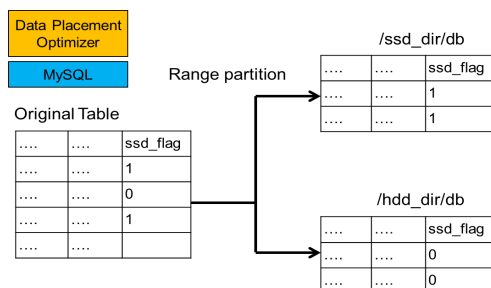 Data Placement
Optimizer
MySQL
Range partition
Original Table
.... .... ssd_flag
.... .... 1
.... .... 0
.... .... 1
.... ....
/ssd_dir/db
.... .... ssd_flag
.... .... 1
.... .... 1
/hdd_dir/db
.... .... ssd_flag
.... .... 0
.... .... 0